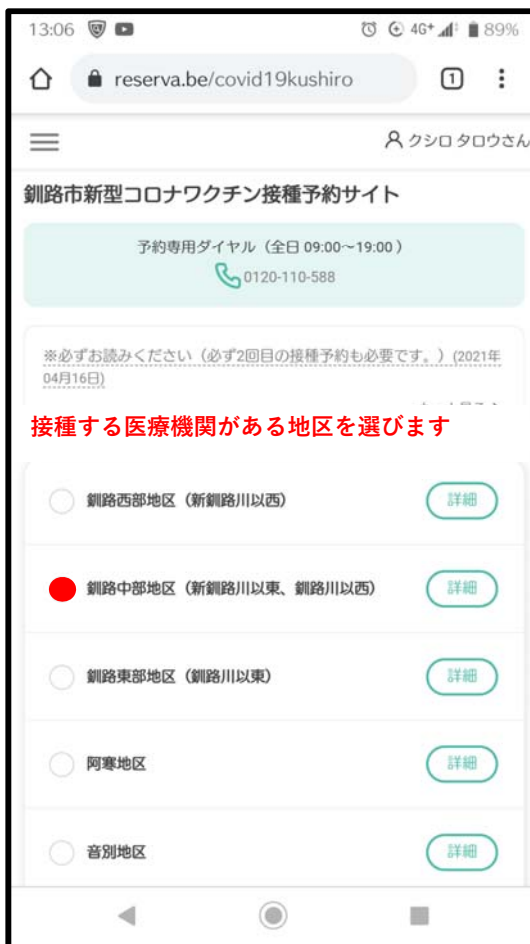 13:06 4G+ 89%
reserva.be/covid19kushiro 1
クシロ タロウさん
釧路市新型コロナワクチン接種予約サイト
予約専用ダイヤル（全日 09:00～19:00 ）
0120-110-588
※必ずお読みください（必ず2回目の接種予約も必要です。）(2021年
04月16日)
接種する医療機関がある地区を選びます
釧路西部地区（新釧路川以西） 詳細
釧路中部地区（新釧路川以東、釧路川以西） 詳細
釧路東部地区（釧路川以東） 詳細
阿寒地区 詳細
音別地区 詳細